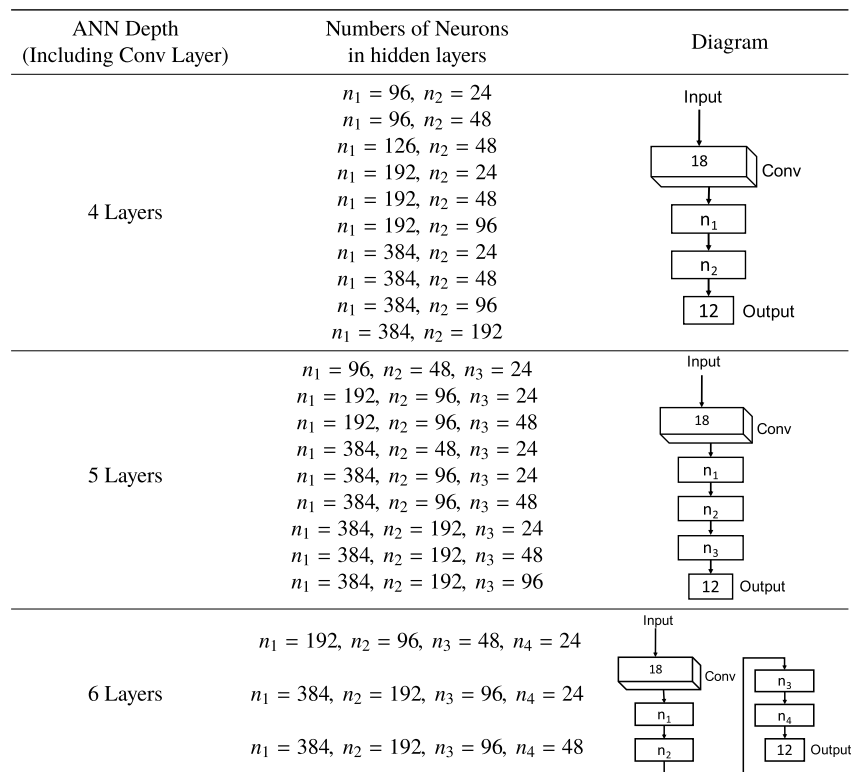 ANN Depth
(Including Conv Layer)
Numbers of Neurons
in hidden layers
Diagram
4 Layers
n₁ = 96, n₂ = 24
n₁ = 96, n₂ = 48
n₁ = 126, n₂ = 48
n₁ = 192, n₂ = 24
n₁ = 192, n₂ = 48
n₁ = 192, n₂ = 96
n₁ = 384, n₂ = 24
n₁ = 384, n₂ = 48
n₁ = 384, n₂ = 96
n₁ = 384, n₂ = 192
Input
18
Conv
n₁
n₂
12 Output
5 Layers
n₁ = 96, n₂ = 48, n₃ = 24
n₁ = 192, n₂ = 96, n₃ = 24
n₁ = 192, n₂ = 96, n₃ = 48
n₁ = 384, n₂ = 48, n₃ = 24
n₁ = 384, n₂ = 96, n₃ = 24
n₁ = 384, n₂ = 96, n₃ = 48
n₁ = 384, n₂ = 192, n₃ = 24
n₁ = 384, n₂ = 192, n₃ = 48
n₁ = 384, n₂ = 192, n₃ = 96
Input
18
Conv
n₁
n₂
n₃
12 Output
6 Layers
n₁ = 192, n₂ = 96, n₃ = 48, n₄ = 24
n₁ = 384, n₂ = 192, n₃ = 96, n₄ = 24
n₁ = 384, n₂ = 192, n₃ = 96, n₄ = 48
Input
18
Conv
n₁
n₂
n₃
n₄
12 Output